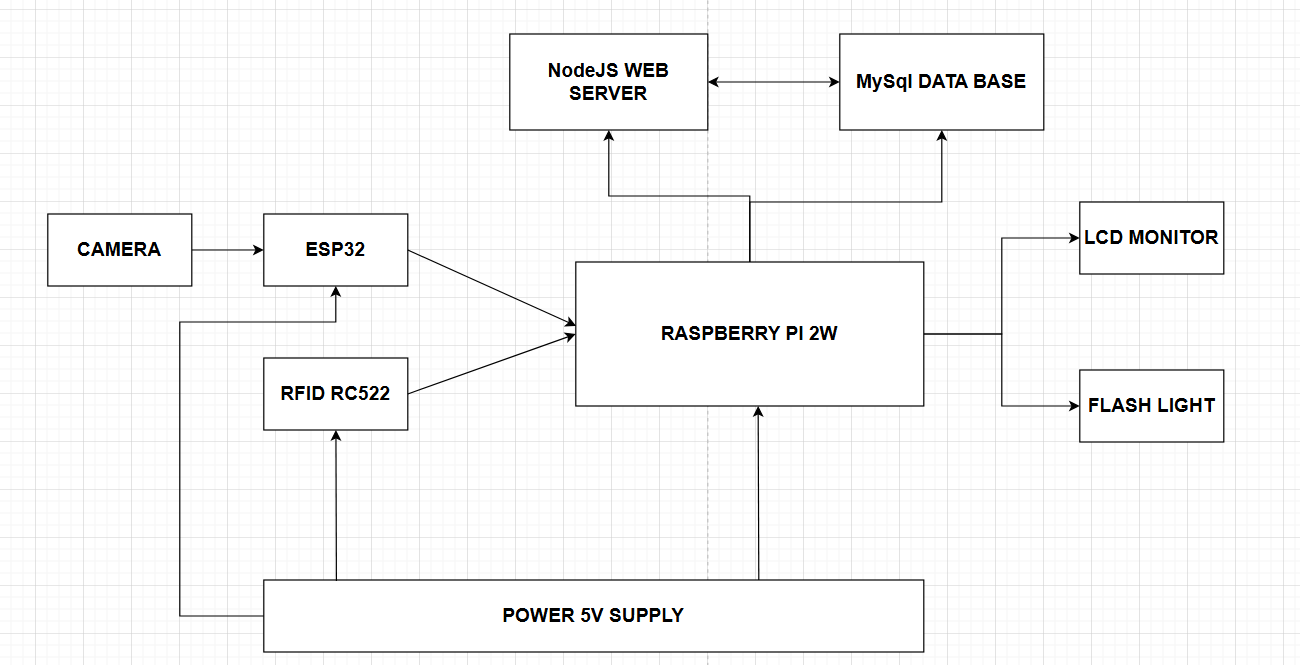 NodeJS WEB
SERVER
MySql DATA BASE
CAMERA
ESP32
LCD MONITOR
RASPBERRY PI 2W
RFID RC522
FLASH LIGHT
POWER 5V SUPPLY